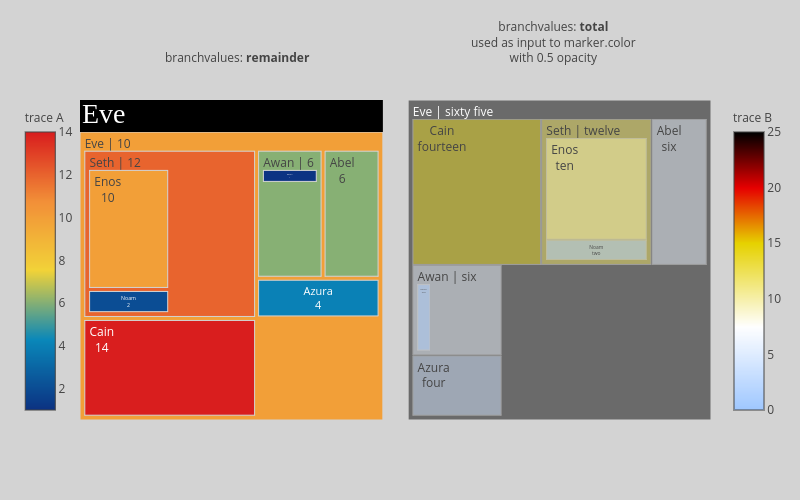 branchvalues: remainder
branchvalues: total
used as input to marker.color
with 0.5 opacity
trace A
14
12
10
8
6
4
2
Eve
Eve | 10
Seth | 12
Enos
10
Noam
2
Cain
14
Awan | 6
Abel
6
Azura
4
Eve | sixty five
Cain
fourteen
Seth | twelve
Enos
ten
Noam
two
Abel
six
Awan | six
Azura
four
trace B
25
20
15
10
5
0